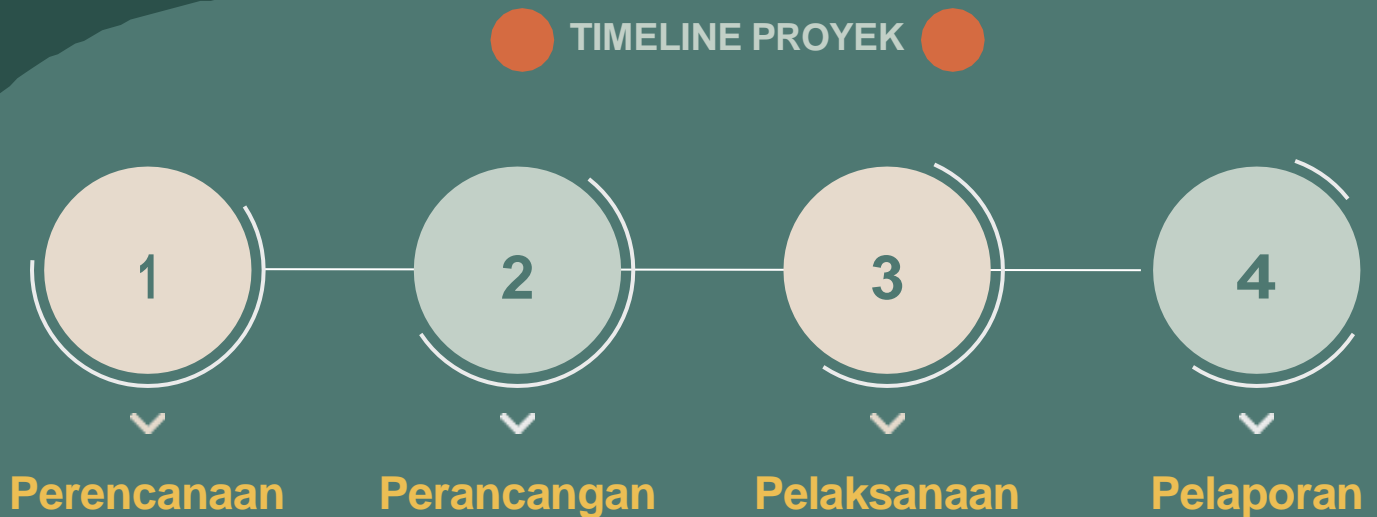 TIMELINE PROYEK
1
2
3
4
Perencanaan
Perancangan
Pelaksanaan
Pelaporan